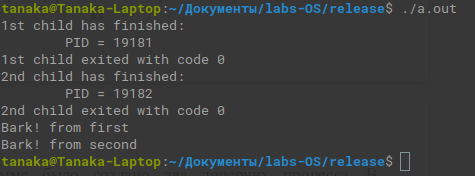 tanaka@Tanaka-Laptop:~/Документы/labs-OS/release$ ./a.out
1st child has finished:
        PID = 19181
1st child exited with code 0
2nd child has finished:
        PID = 19182
2nd child exited with code 0
Bark! from first
Bark! from second
tanaka@Tanaka-Laptop:~/Документы/labs-OS/release$